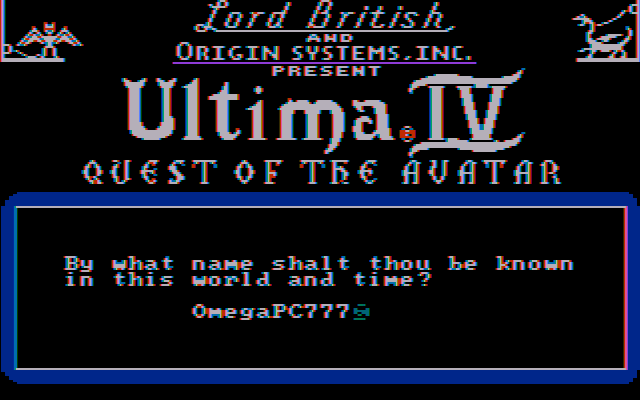 Lord British
AND
ORIGIN SYSTEMS, INC.
PRESENT
Ultima IV
QUEST OF THE AVATAR
By what name shalt thou be known
in this world and time?
OmegaPC777